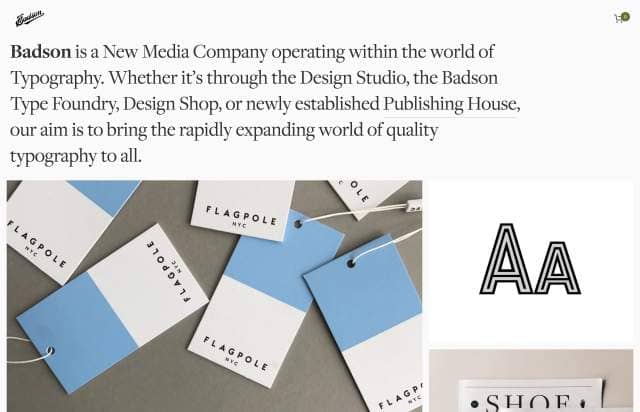 Badson
0
Badson is a New Media Company operating within the world of
Typography. Whether it’s through the Design Studio, the Badson
Type Foundry, Design Shop, or newly established Publishing House,
our aim is to bring the rapidly expanding world of quality
typography to all.
FLAGPOLE
NYC
FLAGPOLE
NYC
FLAGPOLE
NYC
FLAGPOLE
NYC
FLAGP
AA
SHOE